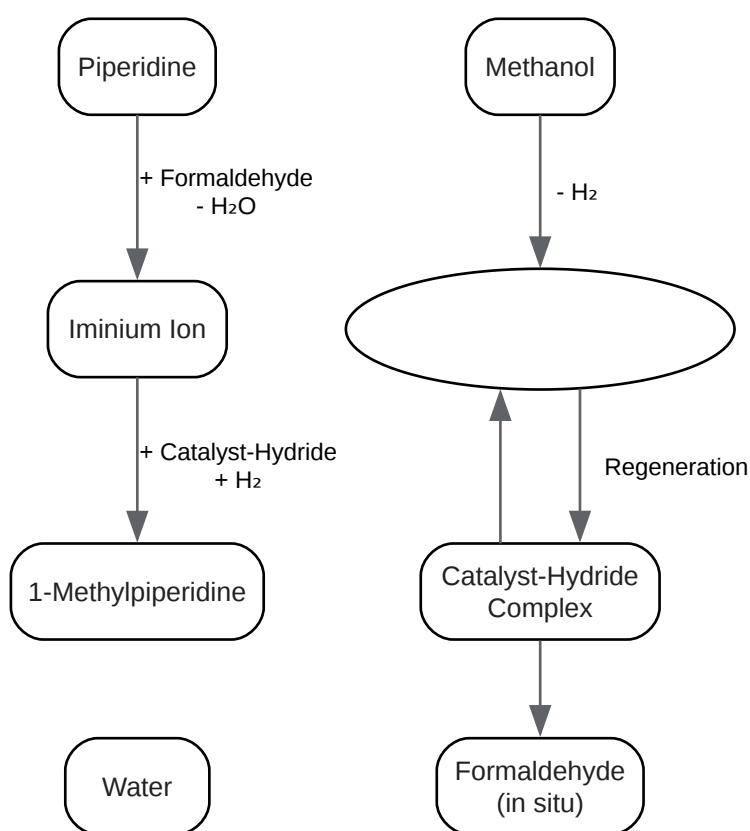 Piperidine
Methanol
+ Formaldehyde
- H₂O
- H₂
Iminium Ion
+ Catalyst-Hydride
+ H₂
Regeneration
1-Methylpiperidine
Catalyst-Hydride
Complex
Water
Formaldehyde
(in situ)